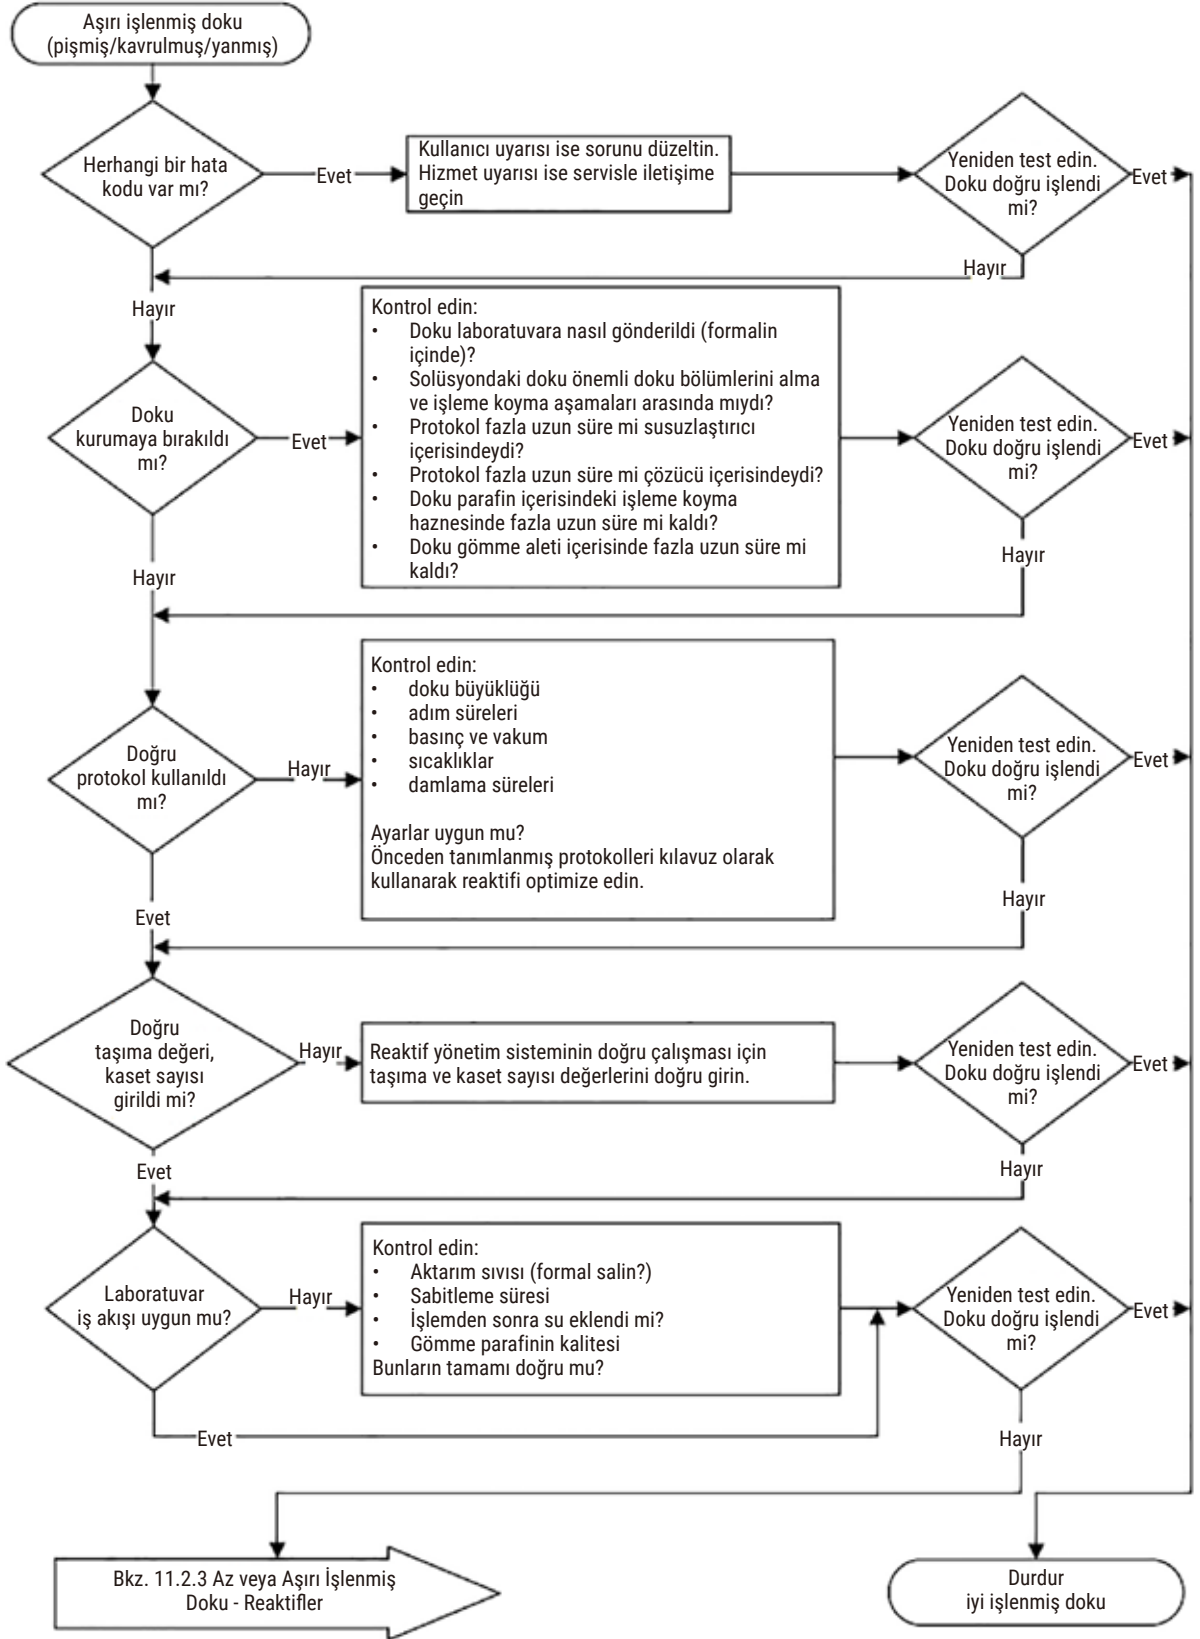 Aşırı işlenmiş doku
(pişmiş/kavrulmuş/yanmış)
Herhangi bir hata
kodu var mı?
Evet
Kullanıcı uyarısı ise sorunu düzeltin.
Hizmet uyarısı ise servisle iletişime
geçin
Yeniden test edin.
Doku doğru işlendi
mi?
Evet
Hayır
Hayır
Doku
kurumaya bırakıldı
mı?
Evet
Kontrol edin:
• Doku laboratuvara nasıl gönderildi (formalin
içinde)?
• Solüsyondaki doku önemli doku bölümlerini alma
ve işleme koyma aşamaları arasında mıydı?
• Protokol fazla uzun süre mi susuzlaştırıcı
içerisindeydi?
• Protokol fazla uzun süre mi çözücü içerisindeydi?
• Doku parafin içerisindeki işleme koyma
haznesinde fazla uzun süre mi kaldı?
• Doku gömme aleti içerisinde fazla uzun süre mi
kaldı?
Yeniden test edin.
Doku doğru işlendi
mi?
Evet
Hayır
Hayır
Doğru
protokol kullanıldı
mı?
Hayır
Kontrol edin:
• doku büyüklüğü
• adım süreleri
• basınç ve vakum
• sıcaklıklar
• damlama süreleri
Ayarlar uygun mu?
Önceden tanımlanmış protokolleri kılavuz olarak
kullanarak reaktifi optimize edin.
Yeniden test edin.
Doku doğru işlendi
mi?
Evet
Hayır
Evet
Doğru
taşıma değeri,
kaset sayısı
girildi mi?
Hayır
Reaktif yönetim sisteminin doğru çalışması için
taşıma ve kaset sayısı değerlerini doğru girin.
Yeniden test edin.
Doku doğru işlendi
mi?
Evet
Hayır
Evet
Laboratuvar
iş akışı uygun mu?
Hayır
Kontrol edin:
• Aktarım sıvısı (formal salin?)
• Sabitleme süresi
• İşlemden sonra su eklendi mi?
• Gömme parafinin kalitesi
Bunların tamamı doğru mu?
Yeniden test edin.
Doku doğru işlendi
mi?
Evet
Evet
Hayır
Bkz. 11.2.3 Az veya Aşırı İşlenmiş
Doku - Reaktifler
Durdur
iyi işlenmiş doku